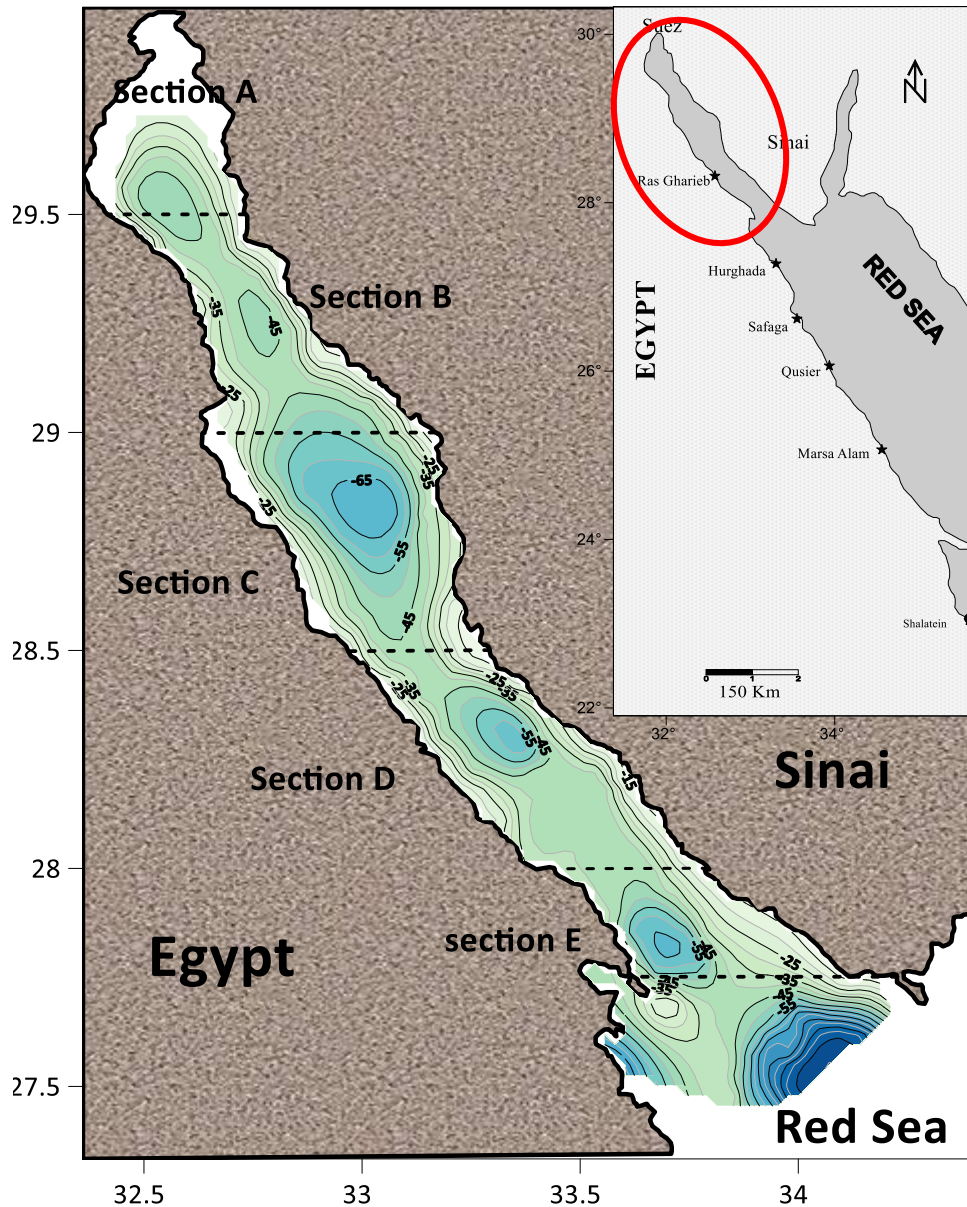 Section A
Section B
Section C
Section D
section E
Egypt
Sinai
Red Sea
29.5
29
28.5
28
27.5
32.5
33
33.5
34
-35
-45
-25
-25
-35
-65
-25
-55
-45
-25
-35
-25
-35
-55
-45
-15
-55
-45
-25
-35
-45
-55
-35
-35
Suez
Sinai
Ras Gharieb
Hurghada
Safaga
Qusier
Marsa Alam
Shalatein
EGYPT
RED SEA
N
30°
28°
26°
24°
22°
32°
34°
0 1 2
150 Km